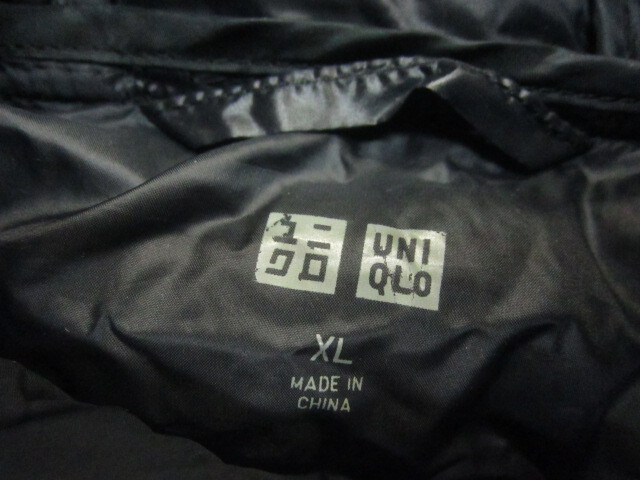 ユニ
クロ
UNI
QLO
XL
MADE IN
CHINA